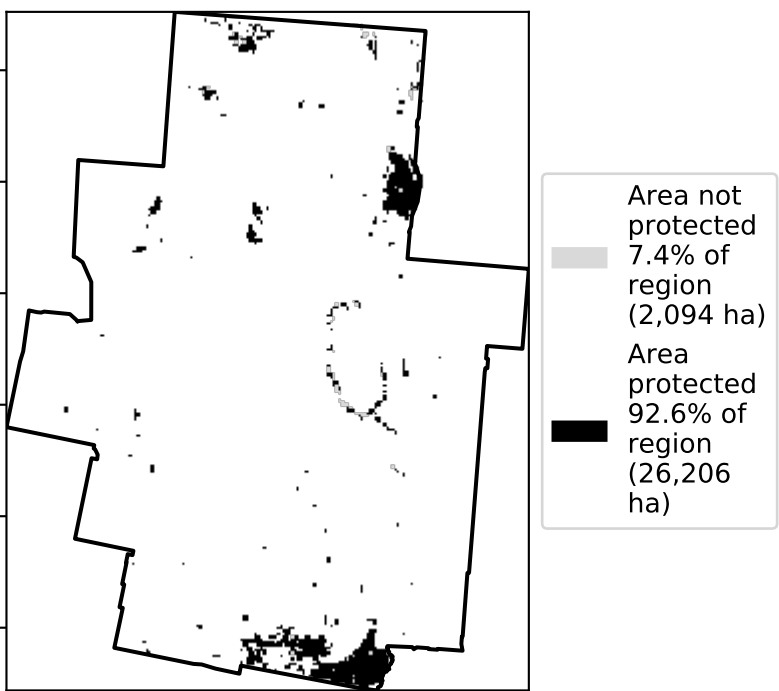 Area not
protected
7.4% of
region
(2,094 ha)
Area
protected
92.6% of
region
(26,206
ha)